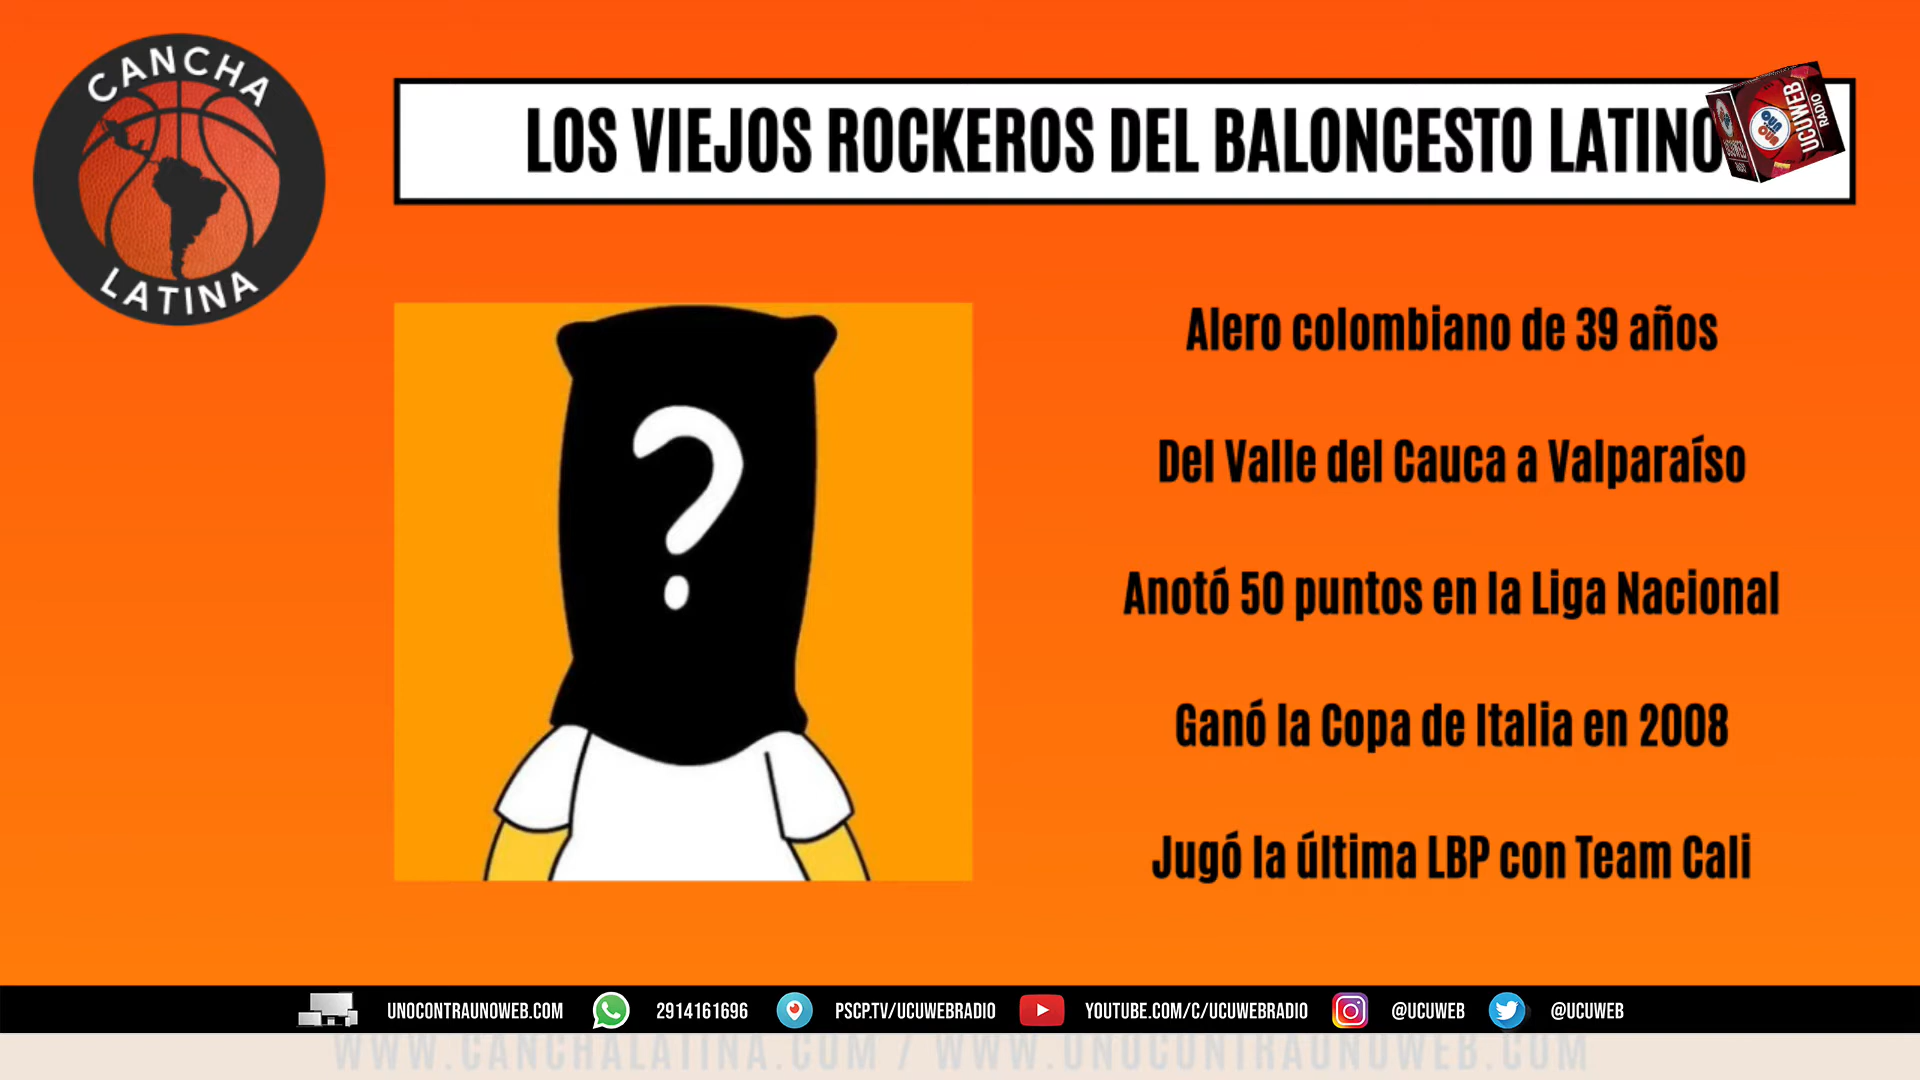 CANCHA
LATINA
LOS VIEJOS ROCKEROS DEL BALONCESTO LATINO
UCUWEB
RADIO
UNO
Alero colombiano de 39 años
Del Valle del Cauca a Valparaíso
?
Anotó 50 puntos en la Liga Nacional
Ganó la Copa de Italia en 2008
Jugó la última LBP con Team Cali
UNOCONTRAUNOWEB.COM 2914161696 PSCP.TV/UCUWEBRADIO YOUTUBE.COM/C/UCUWEBRADIO @UCUWEB @UCUWEB
WWW.CANCHALATINA.COM / WWW.UNOCONTRAUNOWEB.COM